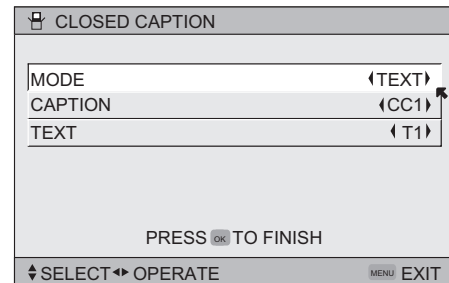 CLOSED CAPTION
MODE TEXT
CAPTION CC1
TEXT T1
PRESS OK TO FINISH
SELECT OPERATE MENU EXIT